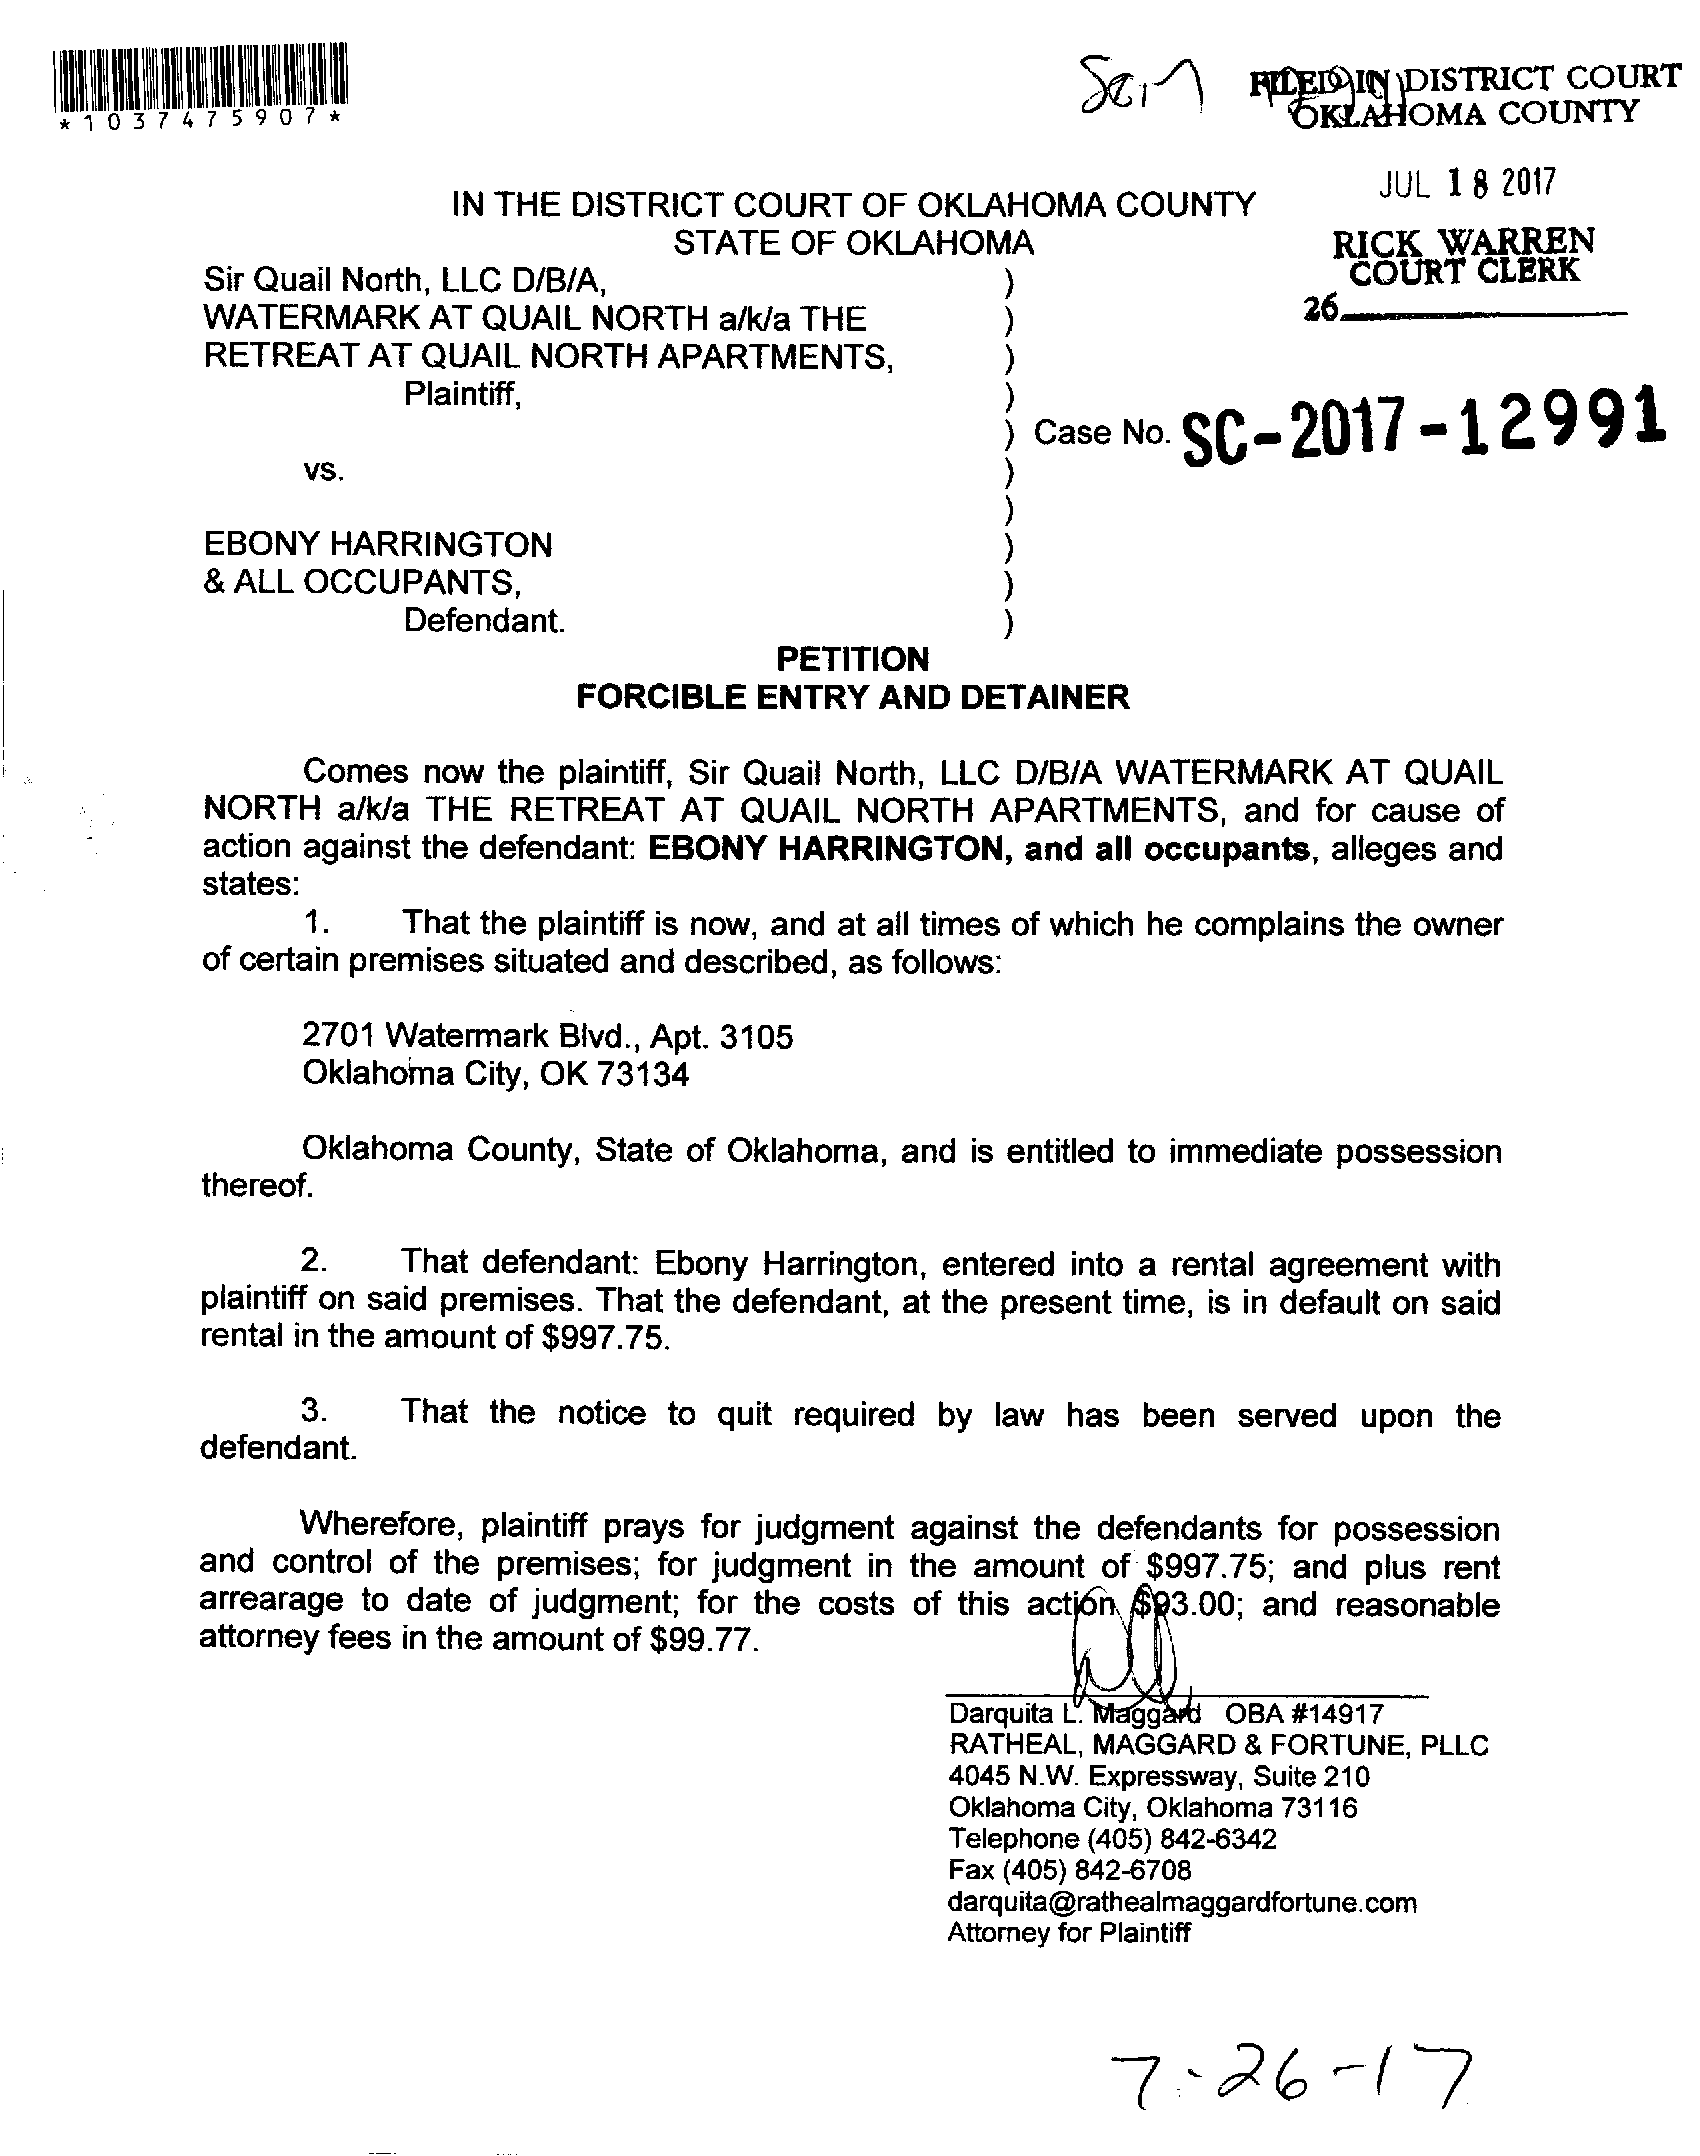 *1037475907*
FILED IN DISTRICT COURT
OKLAHOMA COUNTY
JUL 18 2017
RICK WARREN
COURT CLERK
26
IN THE DISTRICT COURT OF OKLAHOMA COUNTY
STATE OF OKLAHOMA
Sir Quail North, LLC D/B/A, )
WATERMARK AT QUAIL NORTH a/k/a THE )
RETREAT AT QUAIL NORTH APARTMENTS, )
Plaintiff, )
) Case No. SC-2017-12991
vs. )
)
EBONY HARRINGTON )
& ALL OCCUPANTS, )
Defendant. )
PETITION
FORCIBLE ENTRY AND DETAINER
Comes now the plaintiff, Sir Quail North, LLC D/B/A WATERMARK AT QUAIL
NORTH a/k/a THE RETREAT AT QUAIL NORTH APARTMENTS, and for cause of
action against the defendant: EBONY HARRINGTON, and all occupants, alleges and
states:
1. That the plaintiff is now, and at all times of which he complains the owner
of certain premises situated and described, as follows:
2701 Watermark Blvd., Apt. 3105
Oklahoma City, OK 73134
Oklahoma County, State of Oklahoma, and is entitled to immediate possession
thereof.
2. That defendant: Ebony Harrington, entered into a rental agreement with
plaintiff on said premises. That the defendant, at the present time, is in default on said
rental in the amount of $997.75.
3. That the notice to quit required by law has been served upon the
defendant.
Wherefore, plaintiff prays for judgment against the defendants for possession
and control of the premises; for judgment in the amount of $997.75; and plus rent
arrearage to date of judgment; for the costs of this action $93.00; and reasonable
attorney fees in the amount of $99.77.
Darquita L. Maggard OBA #14917
RATHEAL, MAGGARD & FORTUNE, PLLC
4045 N.W. Expressway, Suite 210
Oklahoma City, Oklahoma 73116
Telephone (405) 842-6342
Fax (405) 842-6708
darquita@rathealmaggardfortune.com
Attorney for Plaintiff
7-26-17